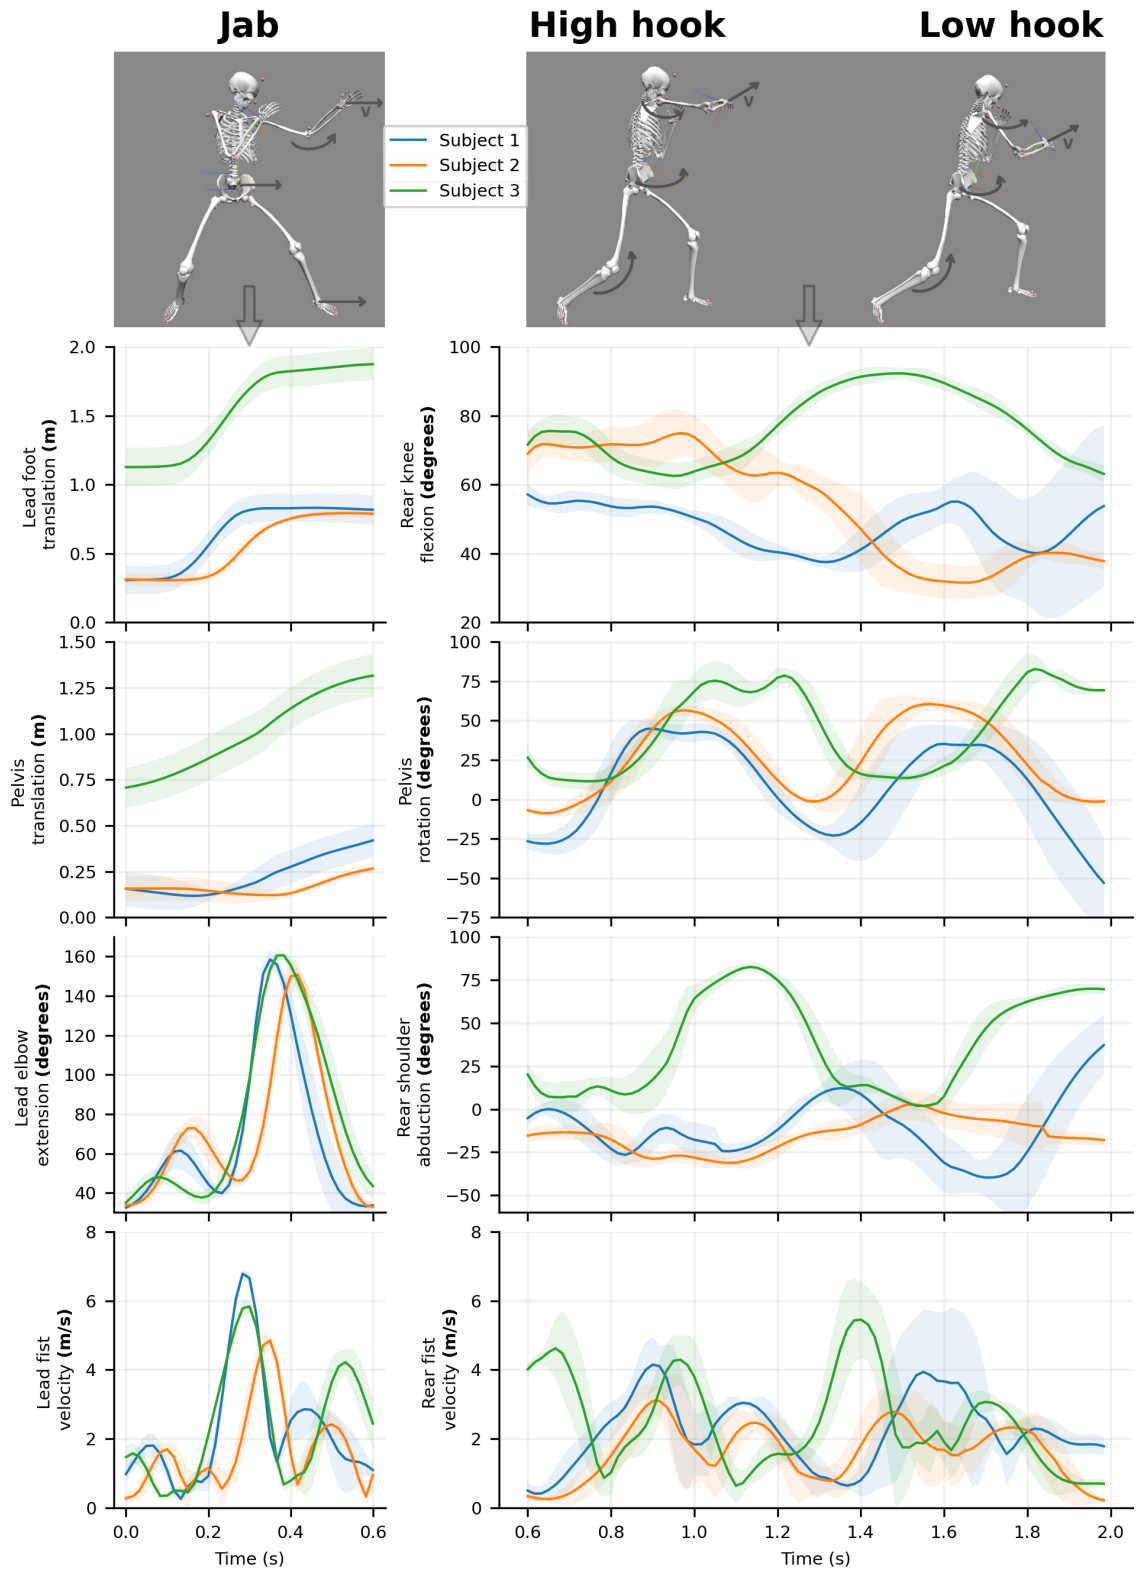 Jab
High hook
Low hook
v
v
v
Subject 1
Subject 2
Subject 3
Lead foot
translation (m)
2.0
1.5
1.0
0.5
0.0
Rear knee
flexion (degrees)
100
80
60
40
20
Pelvis
translation (m)
1.50
1.25
1.00
0.75
0.50
0.25
0.00
Pelvis
rotation (degrees)
100
75
50
25
0
−25
−50
−75
Lead elbow
extension (degrees)
160
140
120
100
80
60
40
Rear shoulder
abduction (degrees)
100
75
50
25
0
−25
−50
Lead fist
velocity (m/s)
8
6
4
2
0
0.0 0.2 0.4 0.6
Time (s)
Rear fist
velocity (m/s)
8
6
4
2
0
0.6 0.8 1.0 1.2 1.4 1.6 1.8 2.0
Time (s)